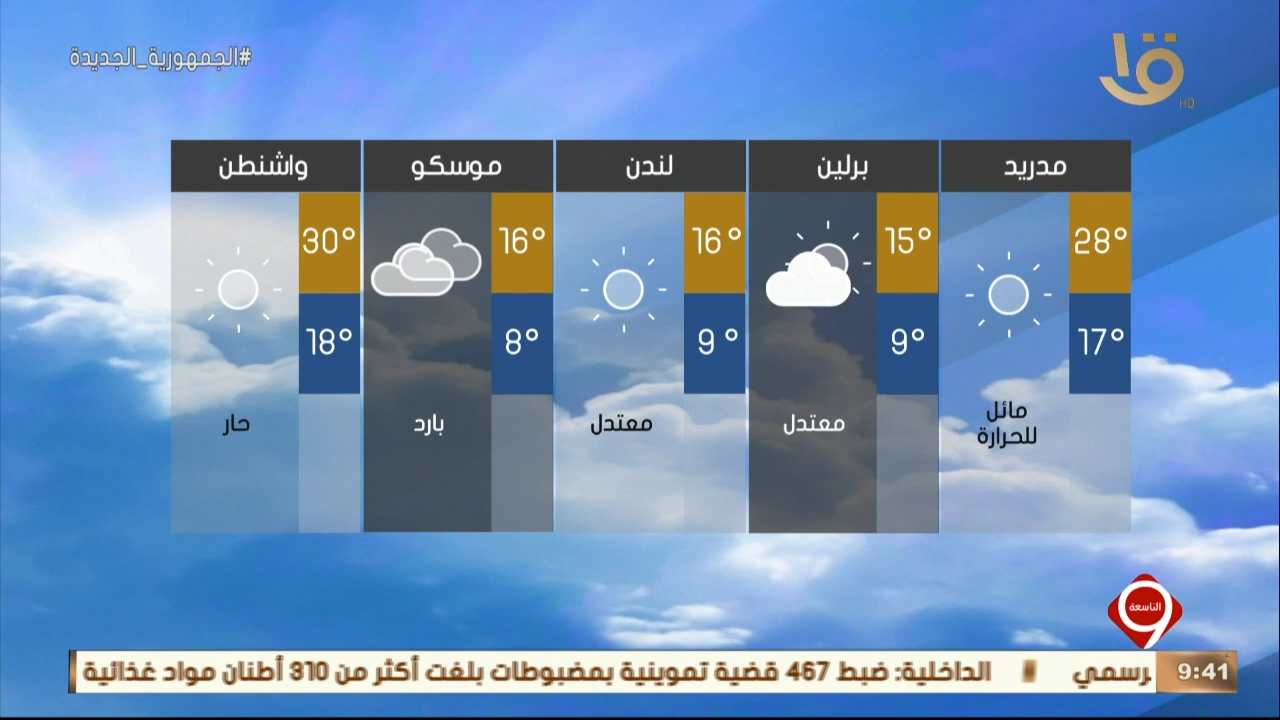 #الجمهورية_الجديدة
HD
مدريد
28°
17°
مائل
للحرارة
برلين
15°
9°
معتدل
لندن
16°
9°
معتدل
موسكو
16°
8°
بارد
واشنطن
30°
18°
حار
التاسعة
9
9:41
رسمي
الداخلية: ضبط 467 قضية تموينية بمضبوطات بلغت أكثر من 310 أطنان مواد غذائية